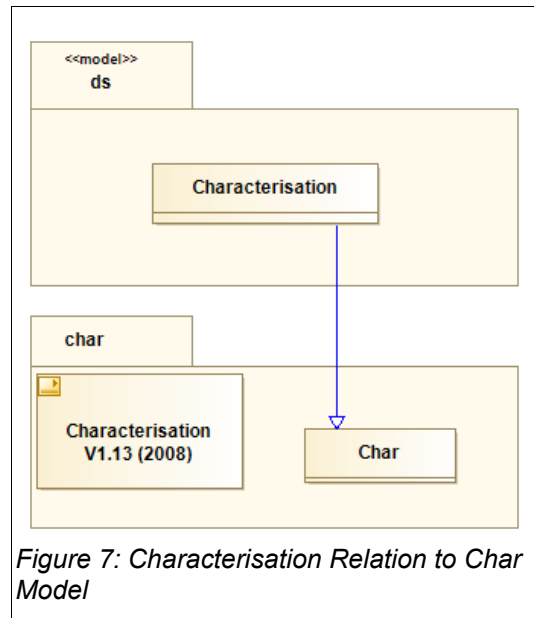 <<model>>
ds
Characterisation
char
Characterisation
V1.13 (2008)
Char
Figure 7: Characterisation Relation to Char
Model